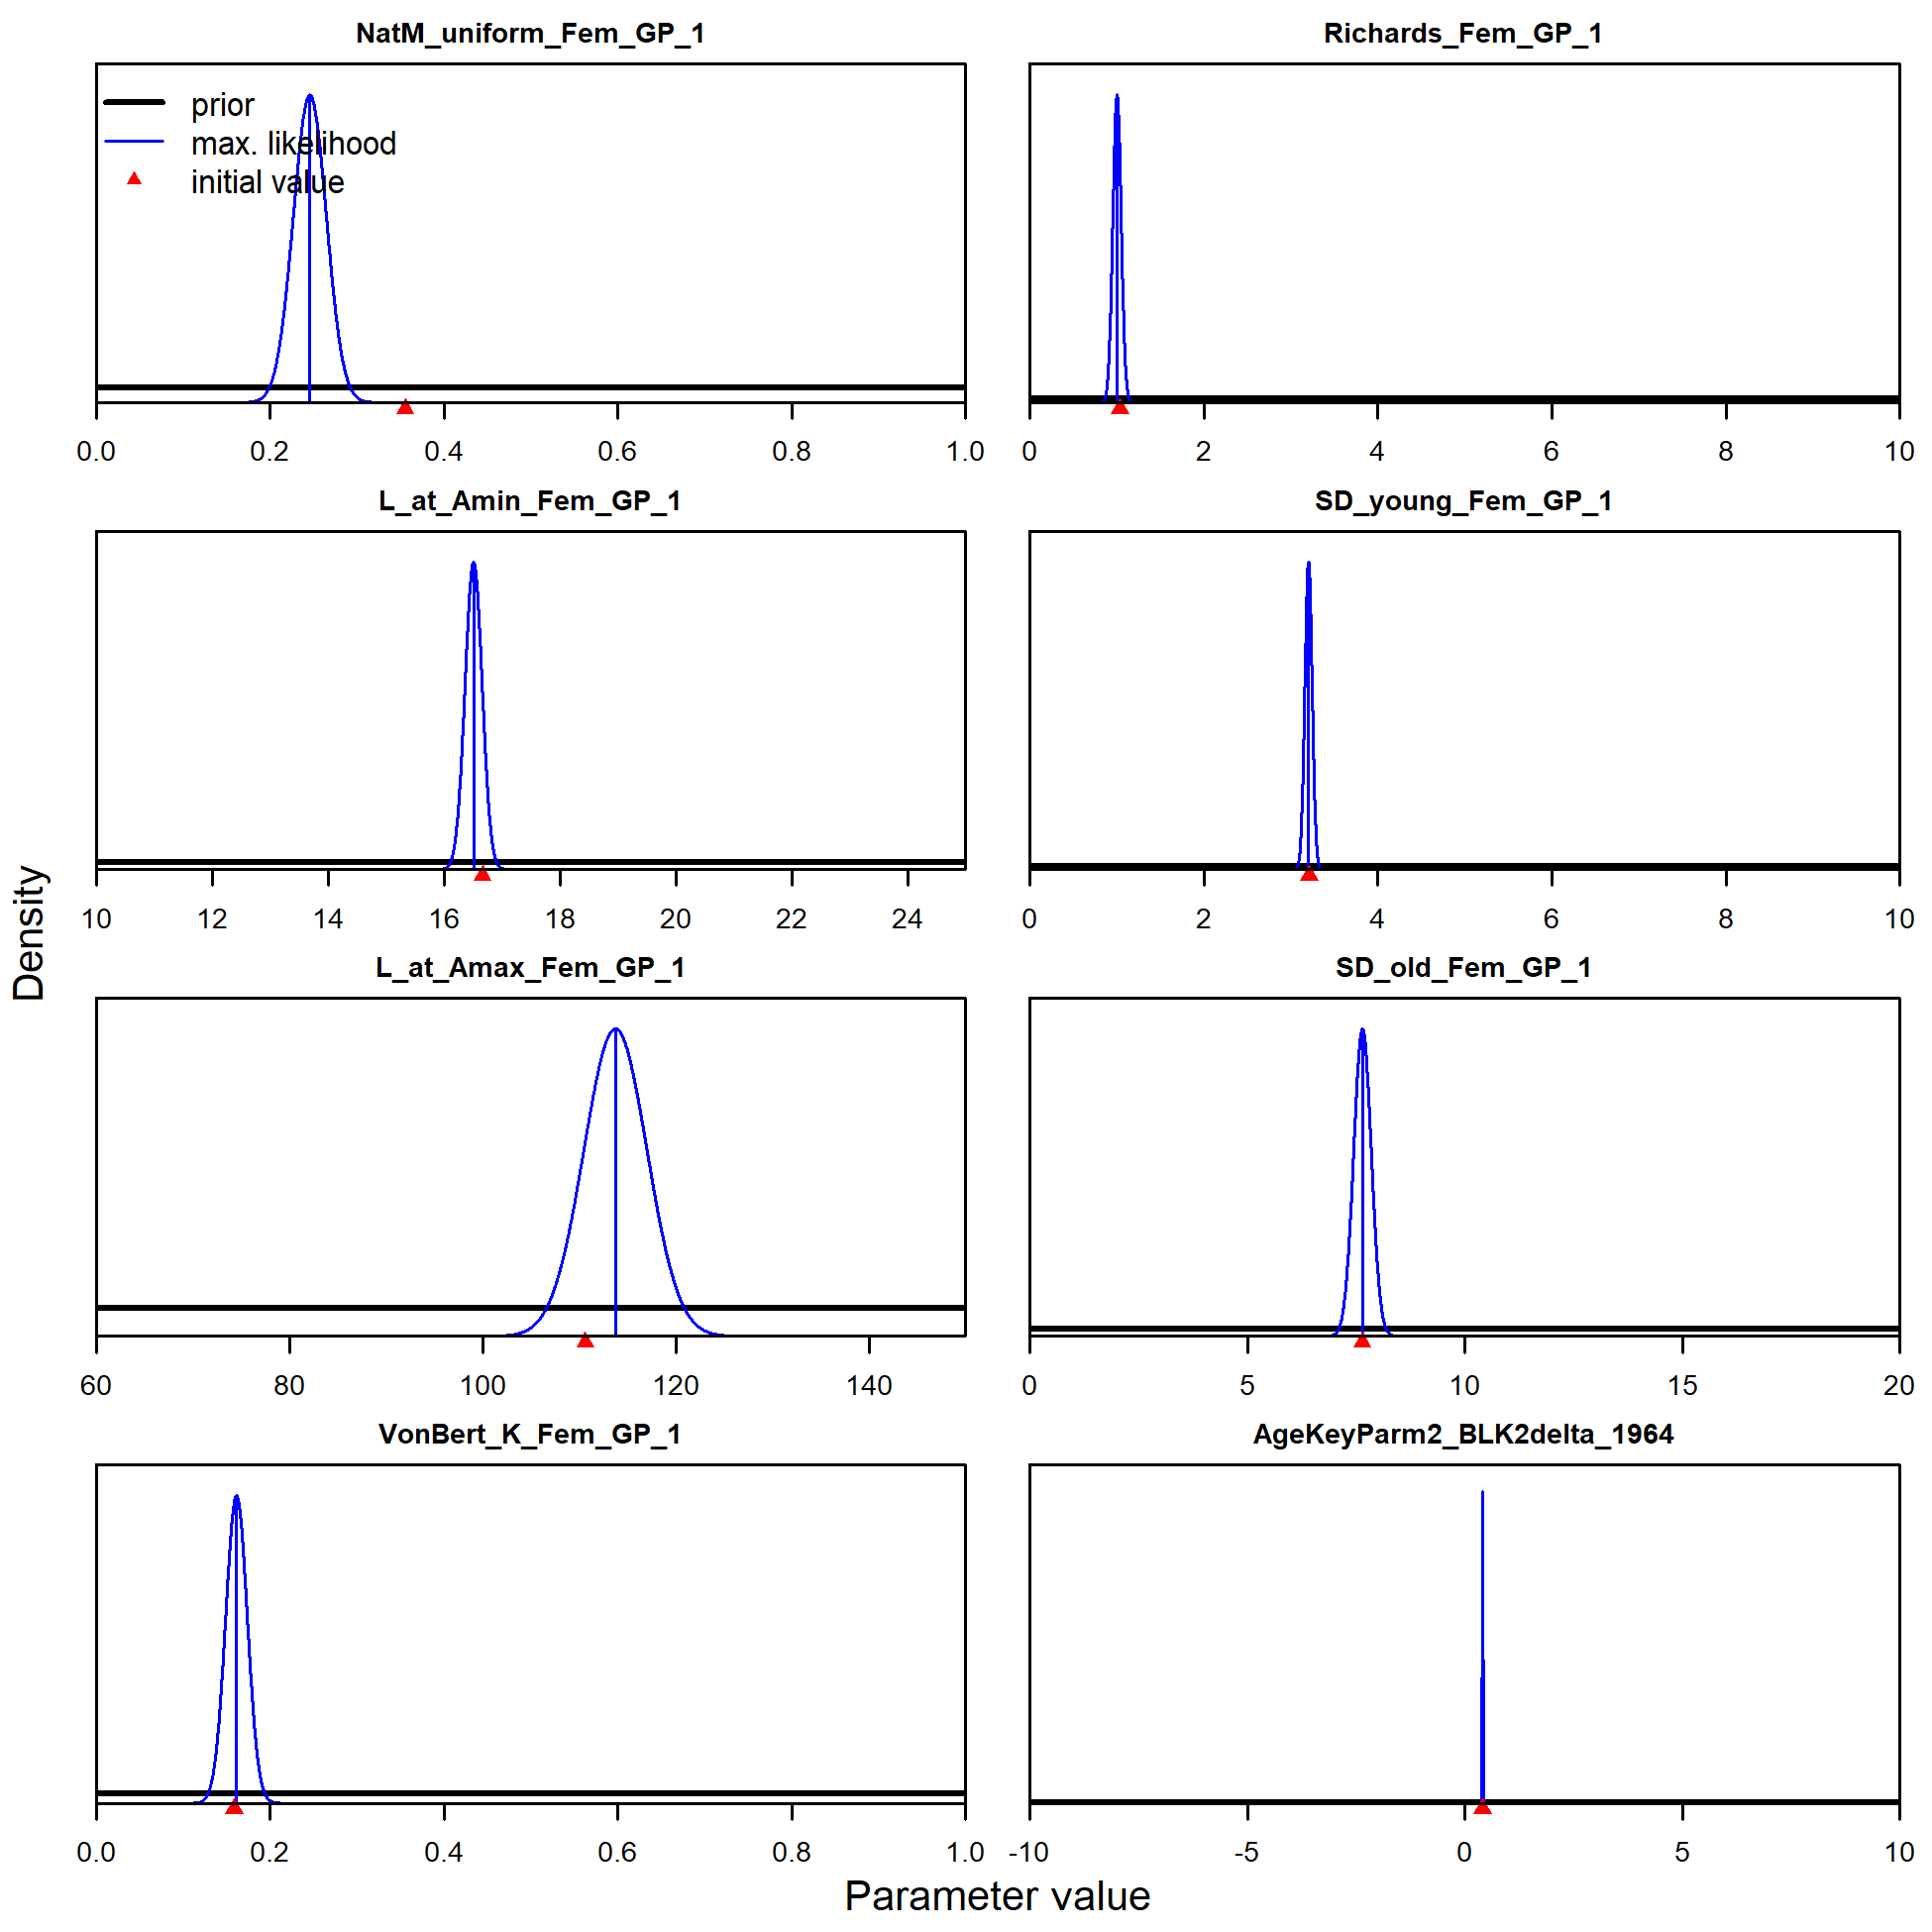 NatM_uniform_Fem_GP_1
prior
max. likelihood
initial value
0.0 0.2 0.4 0.6 0.8 1.0
Richards_Fem_GP_1
0 2 4 6 8 10
L_at_Amin_Fem_GP_1
10 12 14 16 18 20 22 24
SD_young_Fem_GP_1
0 2 4 6 8 10
Density
L_at_Amax_Fem_GP_1
60 80 100 120 140
SD_old_Fem_GP_1
0 5 10 15 20
VonBert_K_Fem_GP_1
0.0 0.2 0.4 0.6 0.8 1.0
AgeKeyParm2_BLK2delta_1964
-10 -5 0 5 10
Parameter value